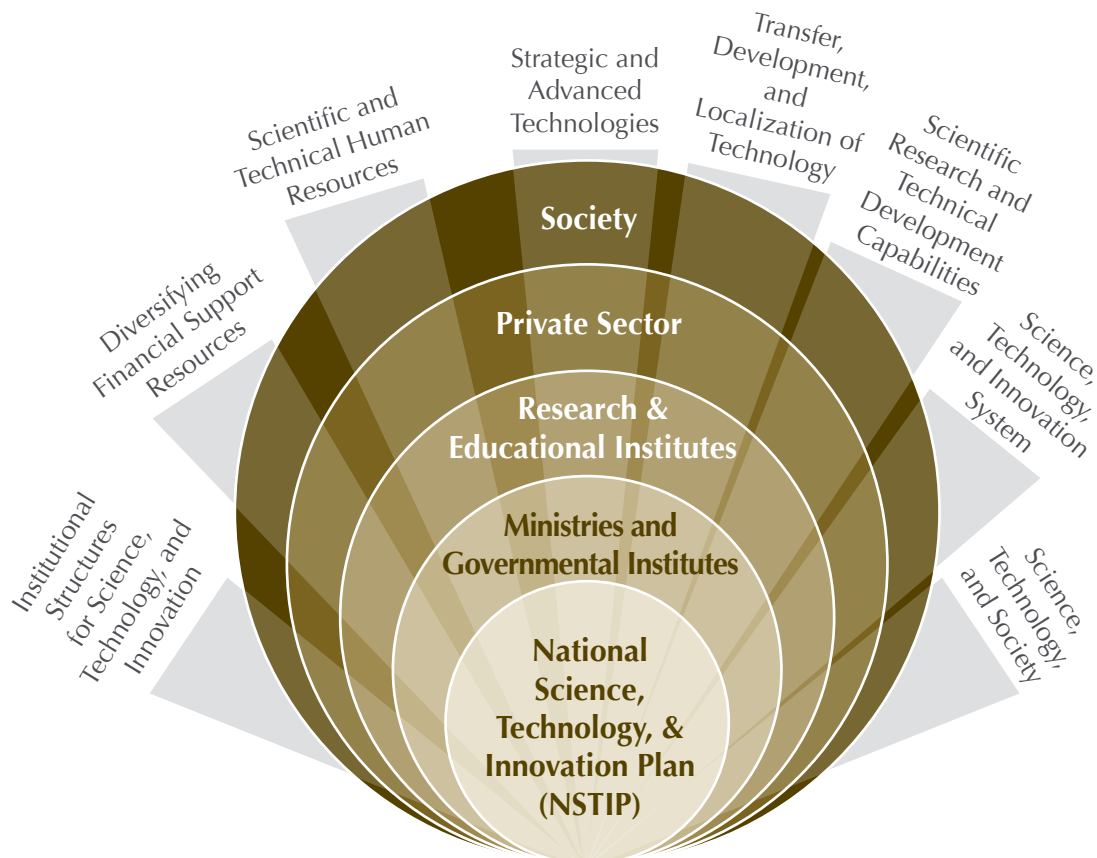 Institutional
Structures
for Science,
Technology, and
Innovation
Diversifying
Financial Support
Resources
Scientific and
Technical Human
Resources
Strategic and
Advanced
Technologies
Transfer,
Development,
and
Localization of
Technology
Scientific
Research and
Technical
Development
Capabilities
Science,
Technology,
and Innovation
System
Science,
Technology,
and Society
Society
Private Sector
Research &
Educational Institutes
Ministries and
Governmental Institutes
National
Science,
Technology, &
Innovation Plan
(NSTIP)